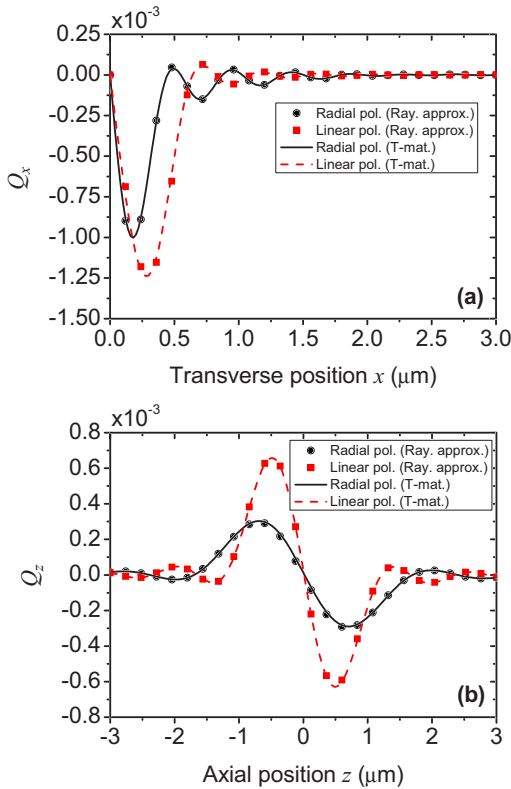 x10⁻³
0.25
0.00
-0.25
-0.50
-0.75
-1.00
-1.25
-1.50
Qx
Radial pol. (Ray. approx.)
Linear pol. (Ray. approx.)
Radial pol. (T-mat.)
Linear pol. (T-mat.)
(a)
0.0 0.5 1.0 1.5 2.0 2.5 3.0
Transverse position x (μm)
x10⁻³
0.8
0.6
0.4
0.2
0.0
-0.2
-0.4
-0.6
-0.8
Qz
Radial pol. (Ray. approx.)
Linear pol. (Ray. approx.)
Radial pol. (T-mat.)
Linear pol. (T-mat.)
(b)
-3 -2 -1 0 1 2 3
Axial position z (μm)